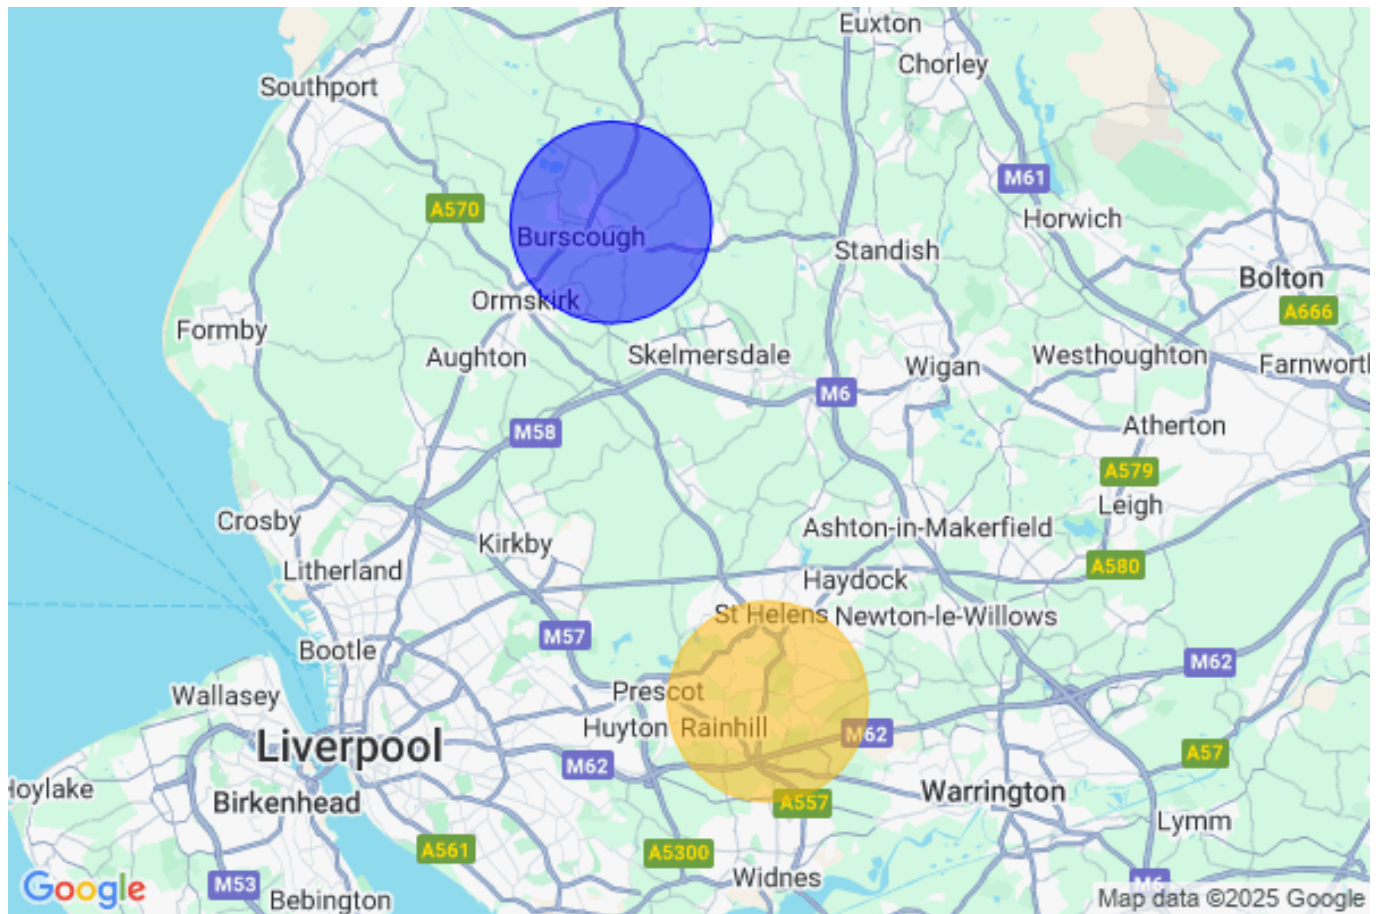 Euxton
Chorley
Southport
M61
A570
Horwich
Burscough
Standish
Bolton
Ormskirk
A666
Formby
Aughton
Skelmersdale
Wigan
Westhoughton
Farnwort
M6
M58
Atherton
A579
Leigh
Crosby
Ashton-in-Makerfield
Kirkby
Litherland
A580
Haydock
St Helens
Newton-le-Willows
M57
Bootle
M62
Wallasey
Prescot
Huyton
Rainhill
M62
Liverpool
A57
M62
Hoylake
Birkenhead
Warrington
A557
Lymm
A561
A5300
Widnes
Google
M53
M6
Bebington
Map data ©2025 Google